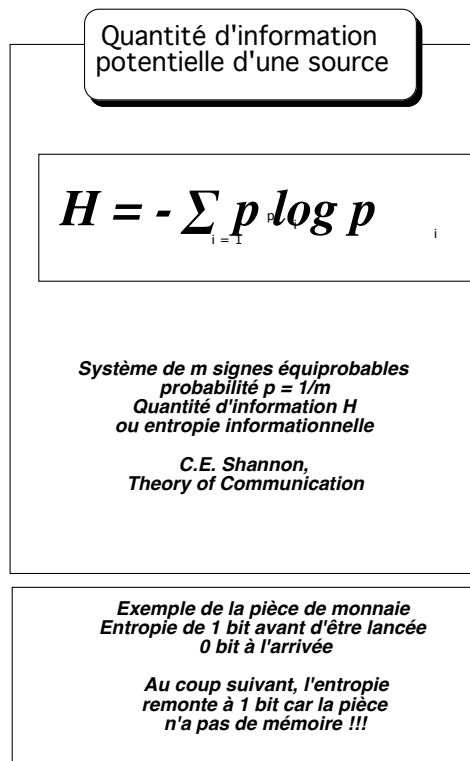 Quantité d'information
potentielle d'une source
H = - Σ p log p
p i
i = 1 i
Système de m signes équiprobables
probabilité p = 1/m
Quantité d'information H
ou entropie informationnelle
C.E. Shannon,
Theory of Communication
Exemple de la pièce de monnaie
Entropie de 1 bit avant d'être lancée
0 bit à l'arrivée
Au coup suivant, l'entropie
remonte à 1 bit car la pièce
n'a pas de mémoire !!!